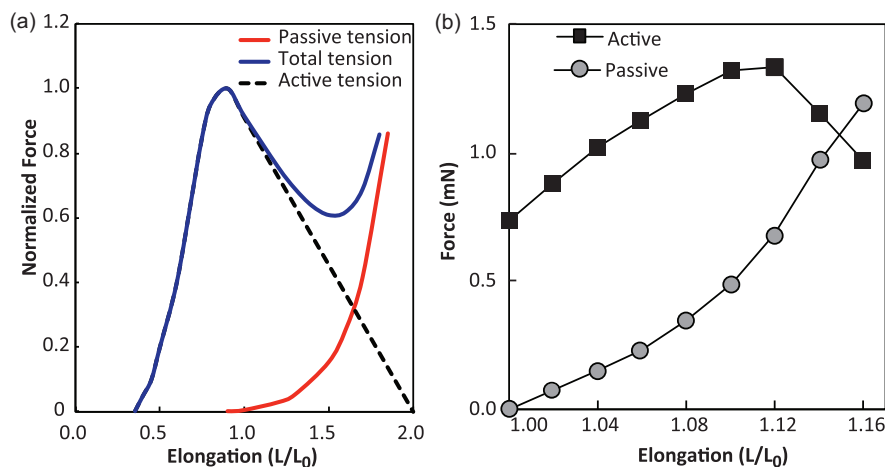 (a)
1.2
1.0
0.8
0.6
0.4
0.2
0
0.0
0.5
1.0
1.5
2.0
Normalized Force
Elongation (L/L0)
Passive tension
Total tension
Active tension
(b)
1.5
1.0
0.5
0.0
1.00
1.04
1.08
1.12
1.16
Force (mN)
Elongation (L/L0)
Active
Passive